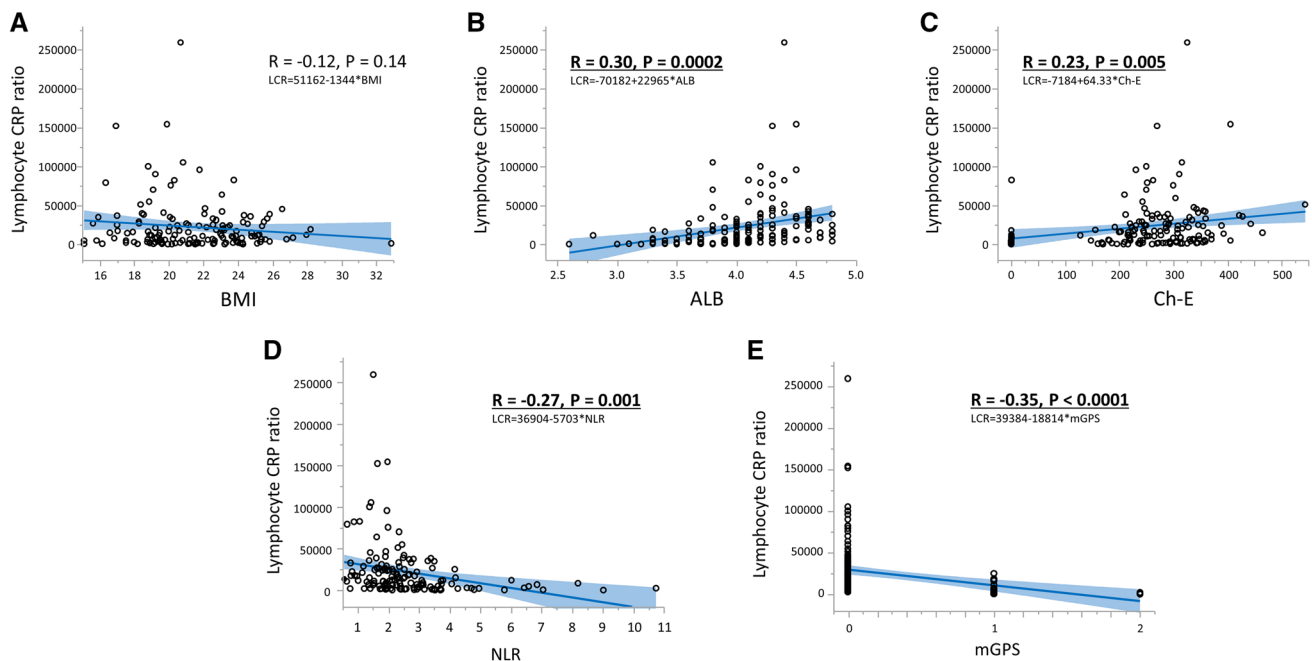 A
Lymphocyte CRP ratio
250000
200000
150000
100000
50000
0
R = -0.12, P = 0.14
LCR=51162-1344*BMI
16 18 20 22 24 26 28 30 32
BMI
B
Lymphocyte CRP ratio
250000
200000
150000
100000
50000
0
R = 0.30, P = 0.0002
LCR=-70182+22965*ALB
2.5 3.0 3.5 4.0 4.5 5.0
ALB
C
Lymphocyte CRP ratio
250000
200000
150000
100000
50000
0
R = 0.23, P = 0.005
LCR=-7184+64.33*Ch-E
0 100 200 300 400 500
Ch-E
D
Lymphocyte CRP ratio
250000
200000
150000
100000
50000
0
R = -0.27, P = 0.001
LCR=36904-5703*NLR
1 2 3 4 5 6 7 8 9 10 11
NLR
E
Lymphocyte CRP ratio
250000
200000
150000
100000
50000
0
R = -0.35, P < 0.0001
LCR=39384-18814*mGPS
0 1 2
mGPS